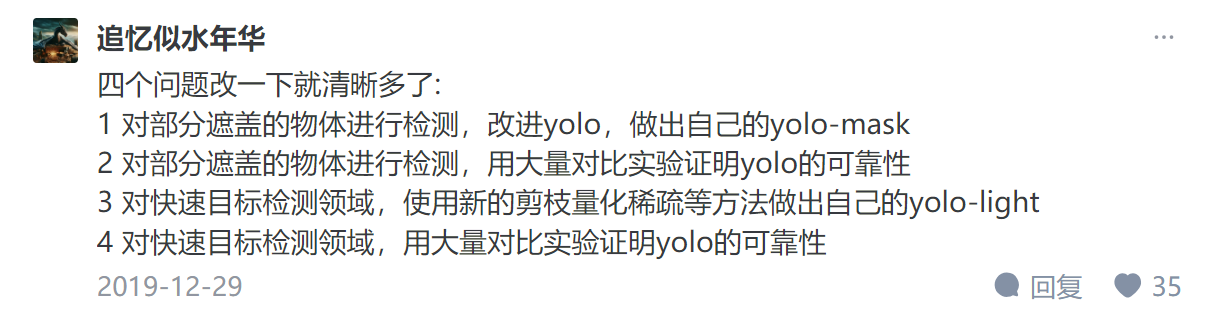 追忆似水年华
四个问题改一下就清晰多了:
1 对部分遮盖的物体进行检测，改进yolo，做出自己的yolo-mask
2 对部分遮盖的物体进行检测，用大量对比实验证明yolo的可靠性
3 对快速目标检测领域，使用新的剪枝量化稀疏等方法做出自己的yolo-light
4 对快速目标检测领域，用大量对比实验证明yolo的可靠性
2019-12-29 回复 35